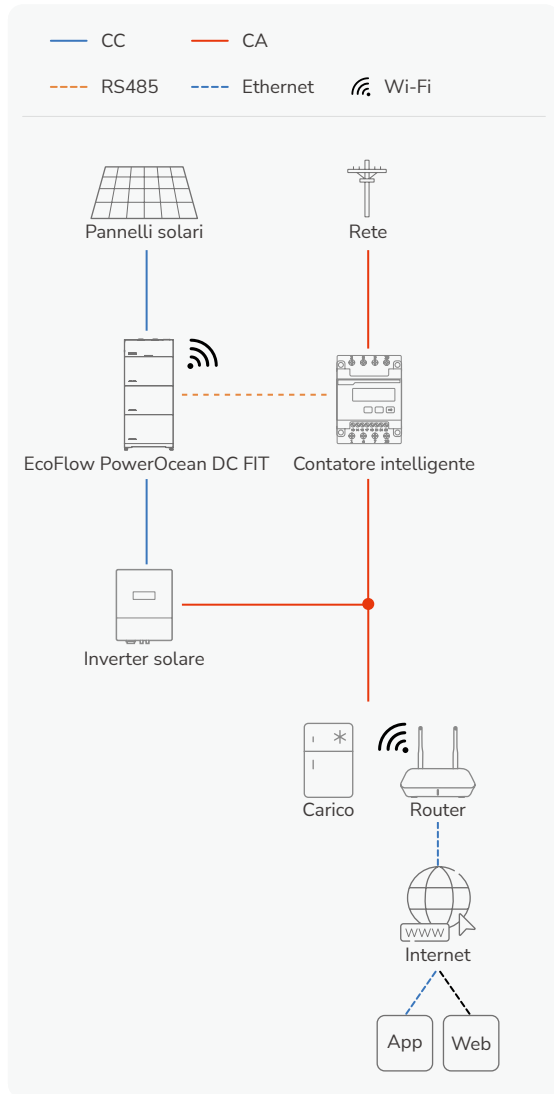 CC
CA
RS485
Ethernet
Wi-Fi
Pannelli solari
Rete
EcoFlow PowerOcean DC FIT
Contatore intelligente
Inverter solare
Carico
Router
WWW
Internet
App
Web